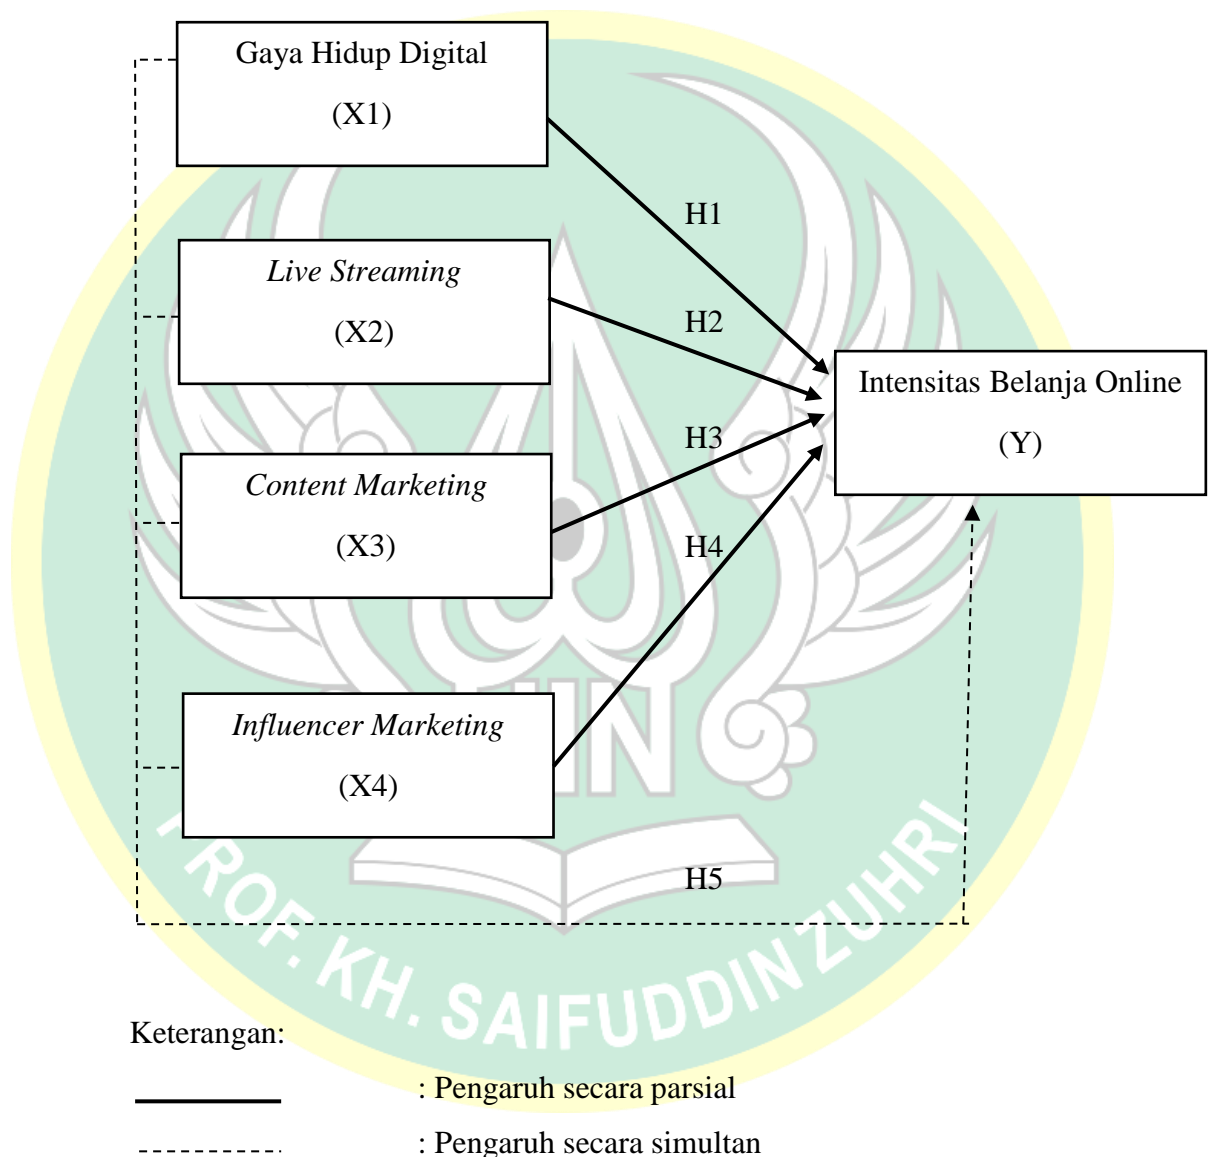 Gaya Hidup Digital
(X1)
H1
Live Streaming
(X2)
H2
Intensitas Belanja Online
(Y)
H3
Content Marketing
(X3)
H4
Influencer Marketing
(X4)
UIN
H5
PROF. KH. SAIFUDDIN ZUHRI
Keterangan:
: Pengaruh secara parsial
: Pengaruh secara simultan